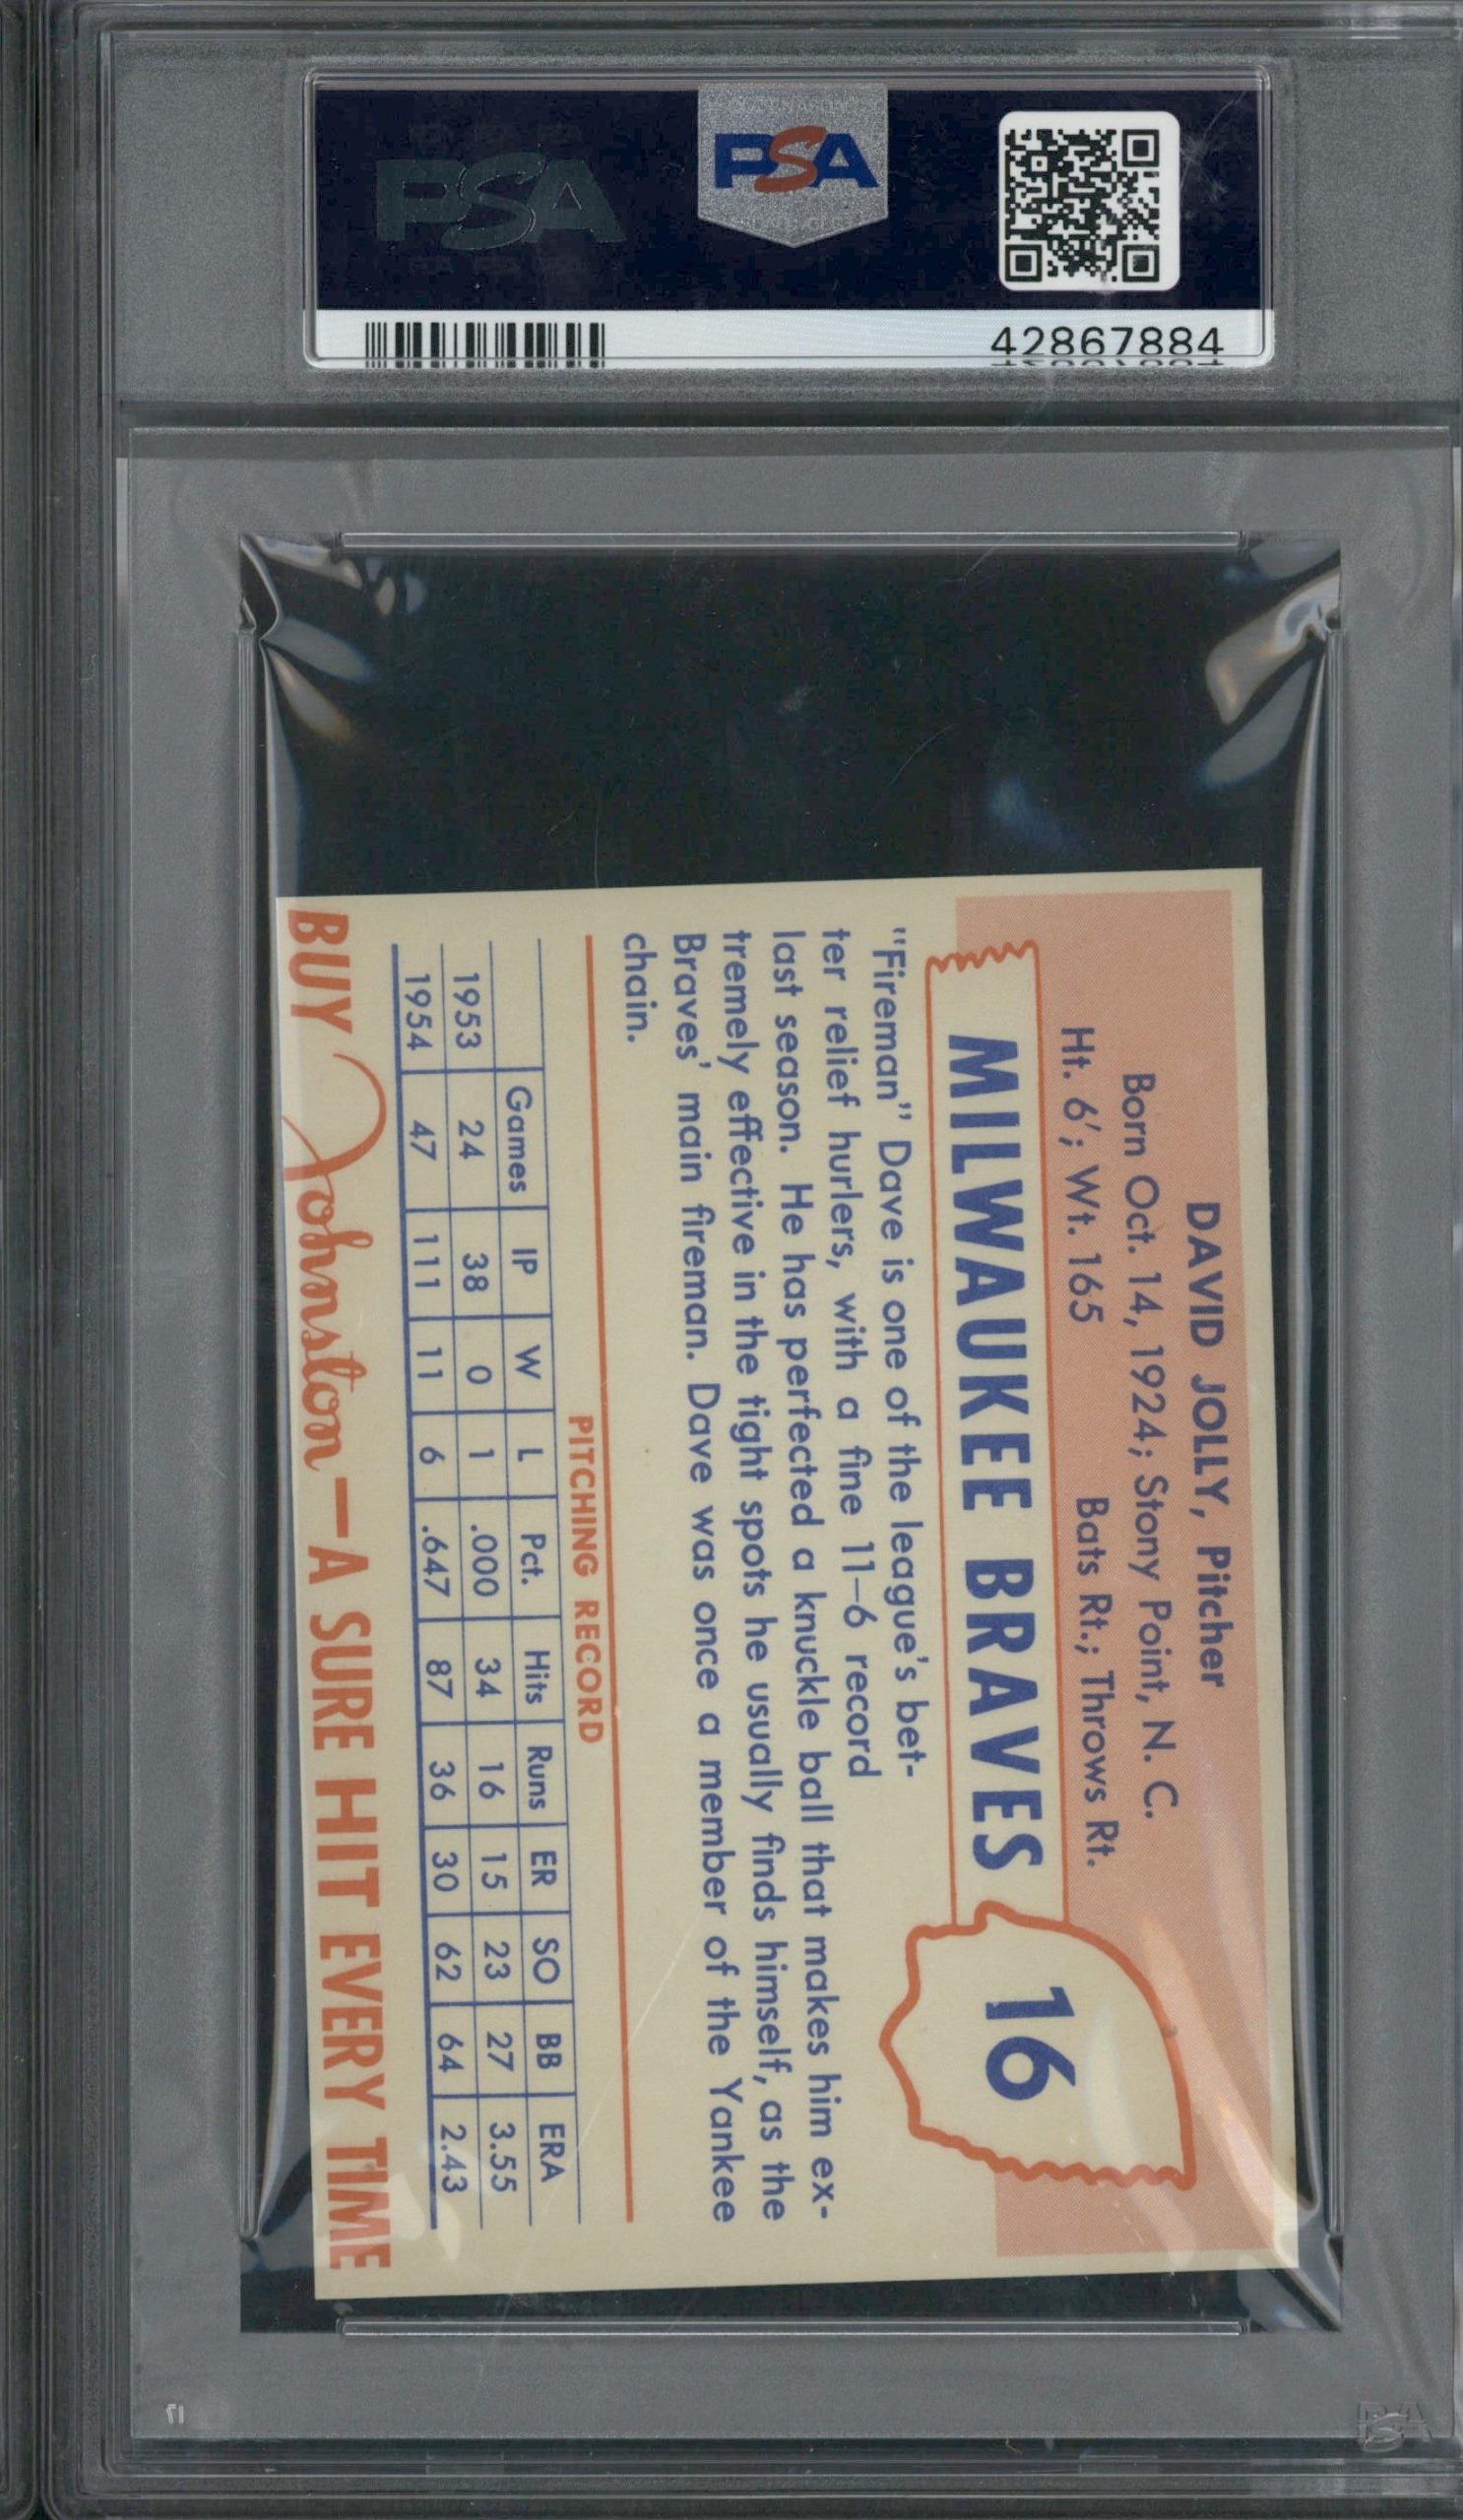 PSA
PSA
42867884
DAVID JOLLY, Pitcher
Born Oct. 14, 1924; Stony Point, N. C.
Ht. 6'; Wt. 165 Bats Rt.; Throws Rt.
MILWAUKEE BRAVES 16
"Fireman" Dave is one of the league's bet-
ter relief hurlers, with a fine 11–6 record
last season. He has perfected a knuckle ball that makes him ex-
tremely effective in the tight spots he usually finds himself, as the
Braves' main fireman. Dave was once a member of the Yankee
chain.
PITCHING RECORD
Games IP W L Pct. Hits Runs ER SO BB ERA
1953 24 38 0 1 .000 34 16 15 23 27 3.55
1954 47 111 11 6 .647 87 36 30 62 64 2.43
BUY Johnston—A SURE HIT EVERY TIME
PSA